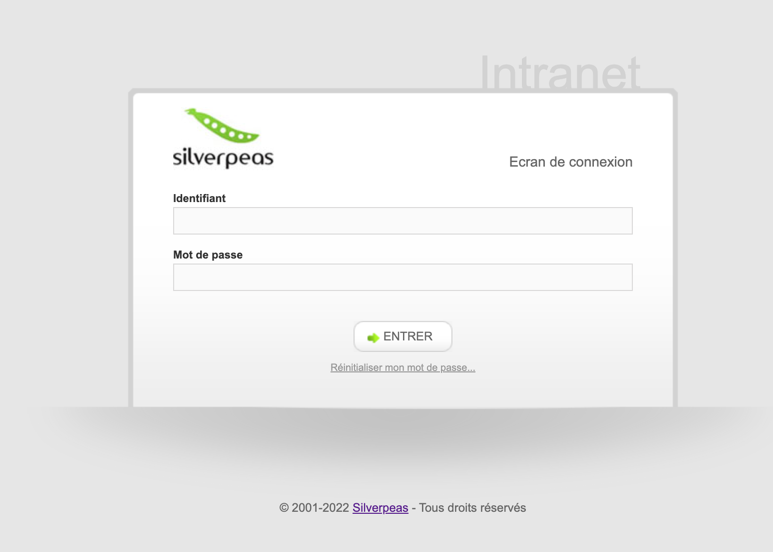 Intranet
silverpeas
Ecran de connexion
Identifiant
Mot de passe
ENTRER
Réinitialiser mon mot de passe...
© 2001-2022 Silverpeas - Tous droits réservés